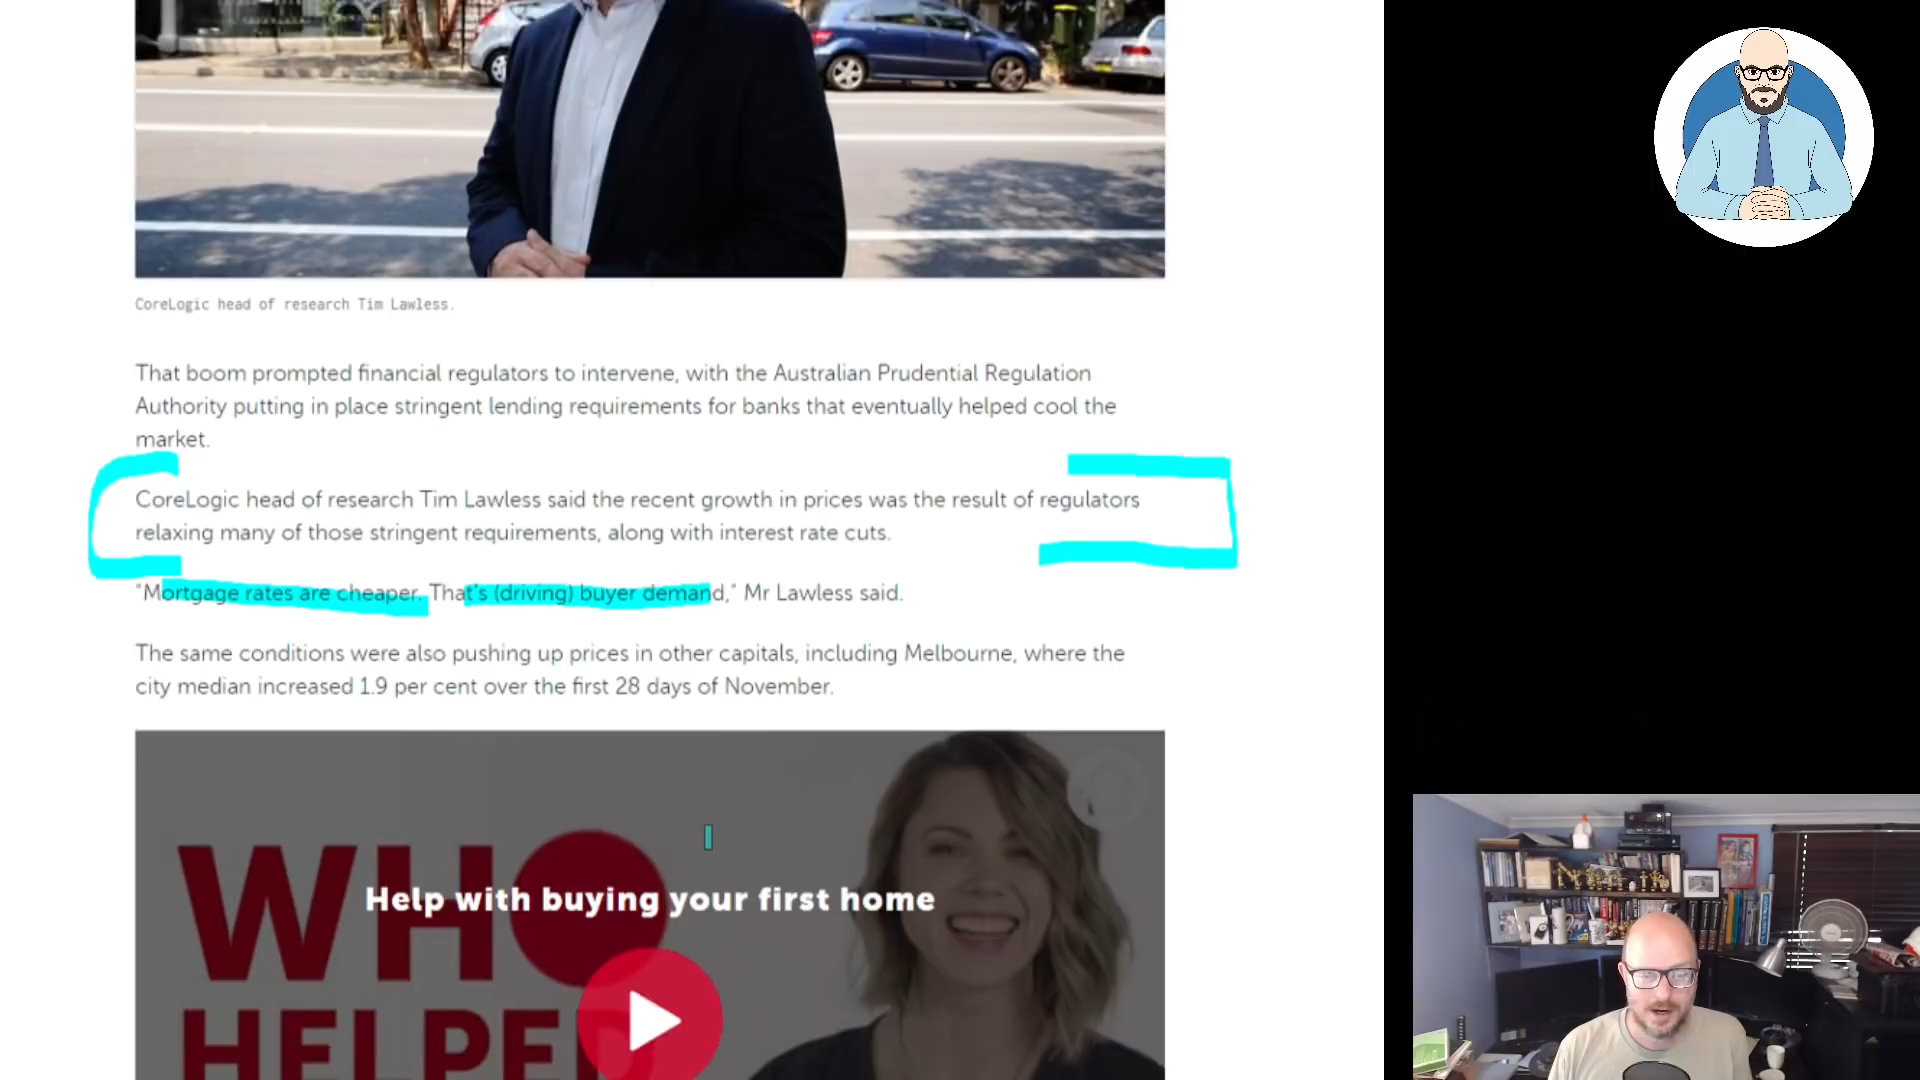 CoreLogic head of research Tim Lawless.
That boom prompted financial regulators to intervene, with the Australian Prudential Regulation
Authority putting in place stringent lending requirements for banks that eventually helped cool the
market.
CoreLogic head of research Tim Lawless said the recent growth in prices was the result of regulators
relaxing many of those stringent requirements, along with interest rate cuts.
“Mortgage rates are cheaper. That’s (driving) buyer demand,” Mr Lawless said.
The same conditions were also pushing up prices in other capitals, including Melbourne, where the
city median increased 1.9 per cent over the first 28 days of November.
WHO
Help with buying your first home
HELPED